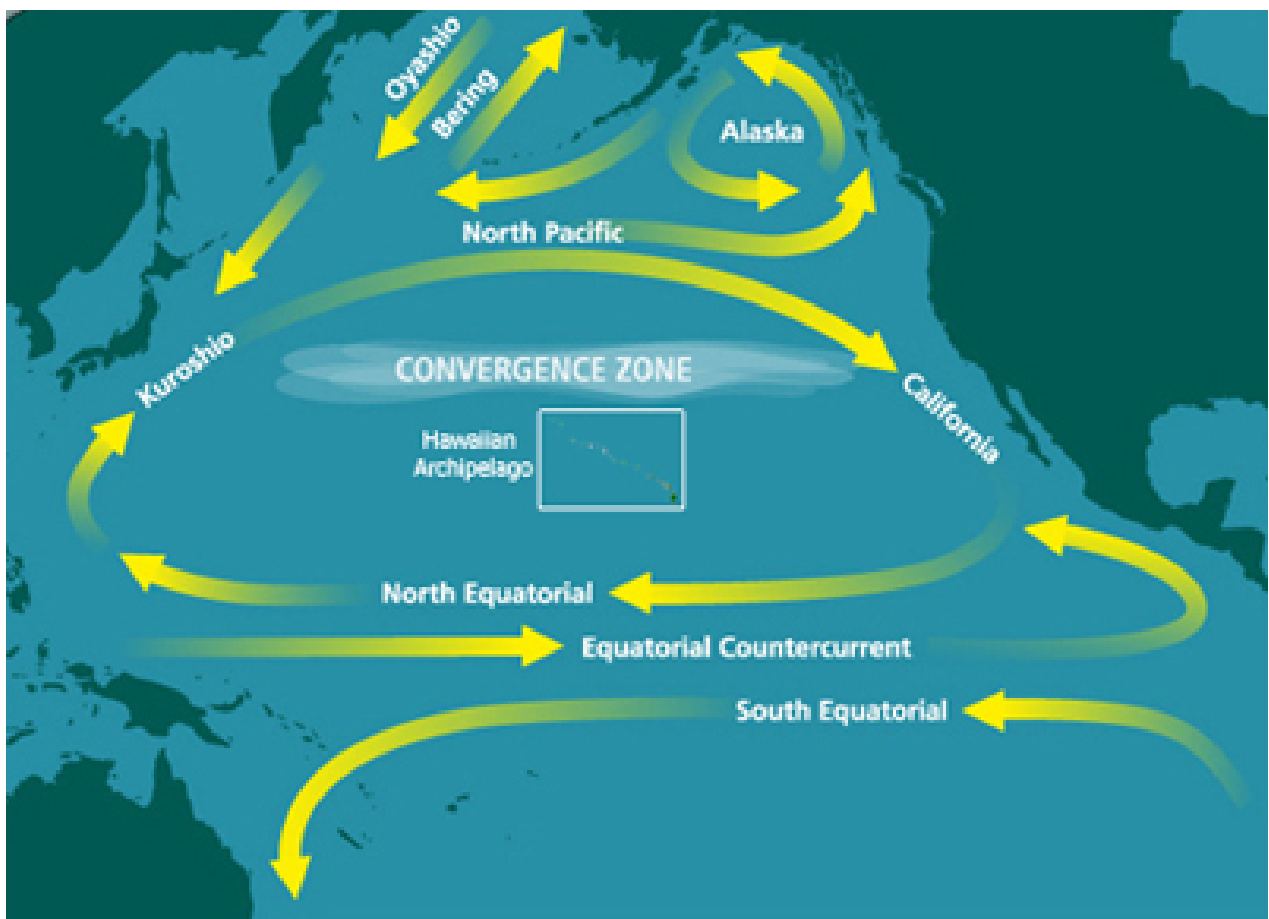 Oyashio
Bering
Alaska
North Pacific
Kuroshio
CONVERGENCE ZONE
California
Hawaiian
Archipelago
North Equatorial
Equatorial Countercurrent
South Equatorial